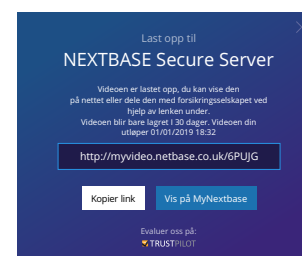 Last opp til
NEXTBASE Secure Server
Videoen er lastet opp, du kan vise den
på nettet eller dele den med forsikringsselskapet ved
hjelp av lenken under.
Videoen blir bare lagret I 30 dager. Videoen din
utløper 01/01/2019 18:32
http://myvideo.netbase.co.uk/6PUJG
Kopier link
Vis på MyNextbase
Evaluer oss på:
TRUSTPILOT